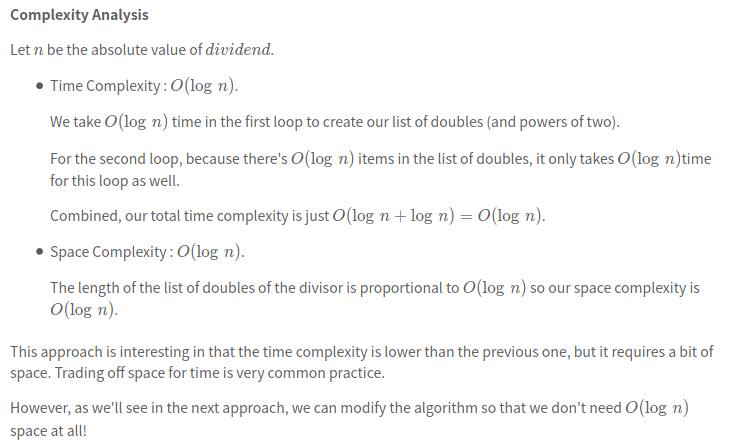 Complexity Analysis
Let n be the absolute value of dividend.
• Time Complexity : O(log n).
We take O(log n) time in the first loop to create our list of doubles (and powers of two).
For the second loop, because there's O(log n) items in the list of doubles, it only takes O(log n)time
for this loop as well.
Combined, our total time complexity is just O(log n + log n) = O(log n).
• Space Complexity : O(log n).
The length of the list of doubles of the divisor is proportional to O(log n) so our space complexity is
O(log n).
This approach is interesting in that the time complexity is lower than the previous one, but it requires a bit of
space. Trading off space for time is very common practice.
However, as we'll see in the next approach, we can modify the algorithm so that we don't need O(log n)
space at all!